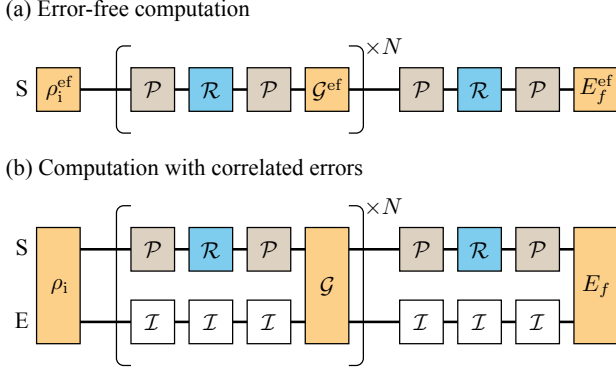 (a) Error-free computation
×N
S ρ_i^ef 𝒫 ℛ 𝒫 𝒢^ef 𝒫 ℛ 𝒫 E_f^ef
(b) Computation with correlated errors
×N
S 𝒫 ℛ 𝒫 𝒫 ℛ 𝒫
ρ_i 𝒢 E_f
E ℐ ℐ ℐ ℐ ℐ ℐ